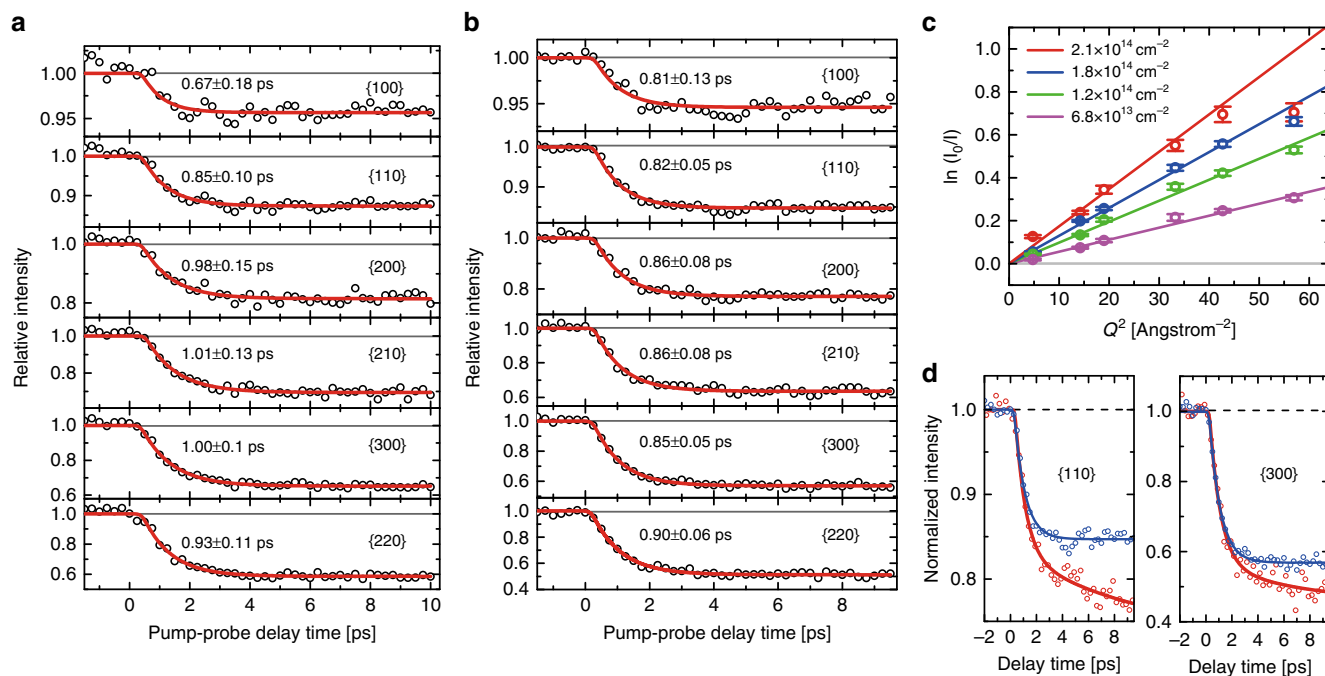 a
Relative intensity
1.00
0.95
0.67±0.18 ps
{100}
1.0
0.9
0.85±0.10 ps
{110}
1.0
0.8
0.98±0.15 ps
{200}
1.0
0.8
0.6
1.01±0.13 ps
{210}
1.0
0.8
0.6
1.00±0.1 ps
{300}
1.0
0.8
0.6
0.93±0.11 ps
{220}
0 2 4 6 8 10
Pump-probe delay time [ps]
b
Relative intensity
1.00
0.95
0.81±0.13 ps
{100}
1.0
0.9
0.82±0.05 ps
{110}
1.0
0.8
0.86±0.08 ps
{200}
1.0
0.8
0.6
0.86±0.08 ps
{210}
1.0
0.8
0.6
0.85±0.05 ps
{300}
1.0
0.8
0.6
0.4
0.90±0.06 ps
{220}
0 2 4 6 8
Pump-probe delay time [ps]
c
ln (I₀/I)
1.0
0.8
0.6
0.4
0.2
0.0
2.1×10¹⁴ cm⁻²
1.8×10¹⁴ cm⁻²
1.2×10¹⁴ cm⁻²
6.8×10¹³ cm⁻²
0 10 20 30 40 50 60
Q² [Angstrom⁻²]
d
Normalized intensity
1.0
0.9
0.8
{110}
−2 0 2 4 6 8
Delay time [ps]
1.0
0.8
0.6
0.4
{300}
−2 0 2 4 6 8
Delay time [ps]